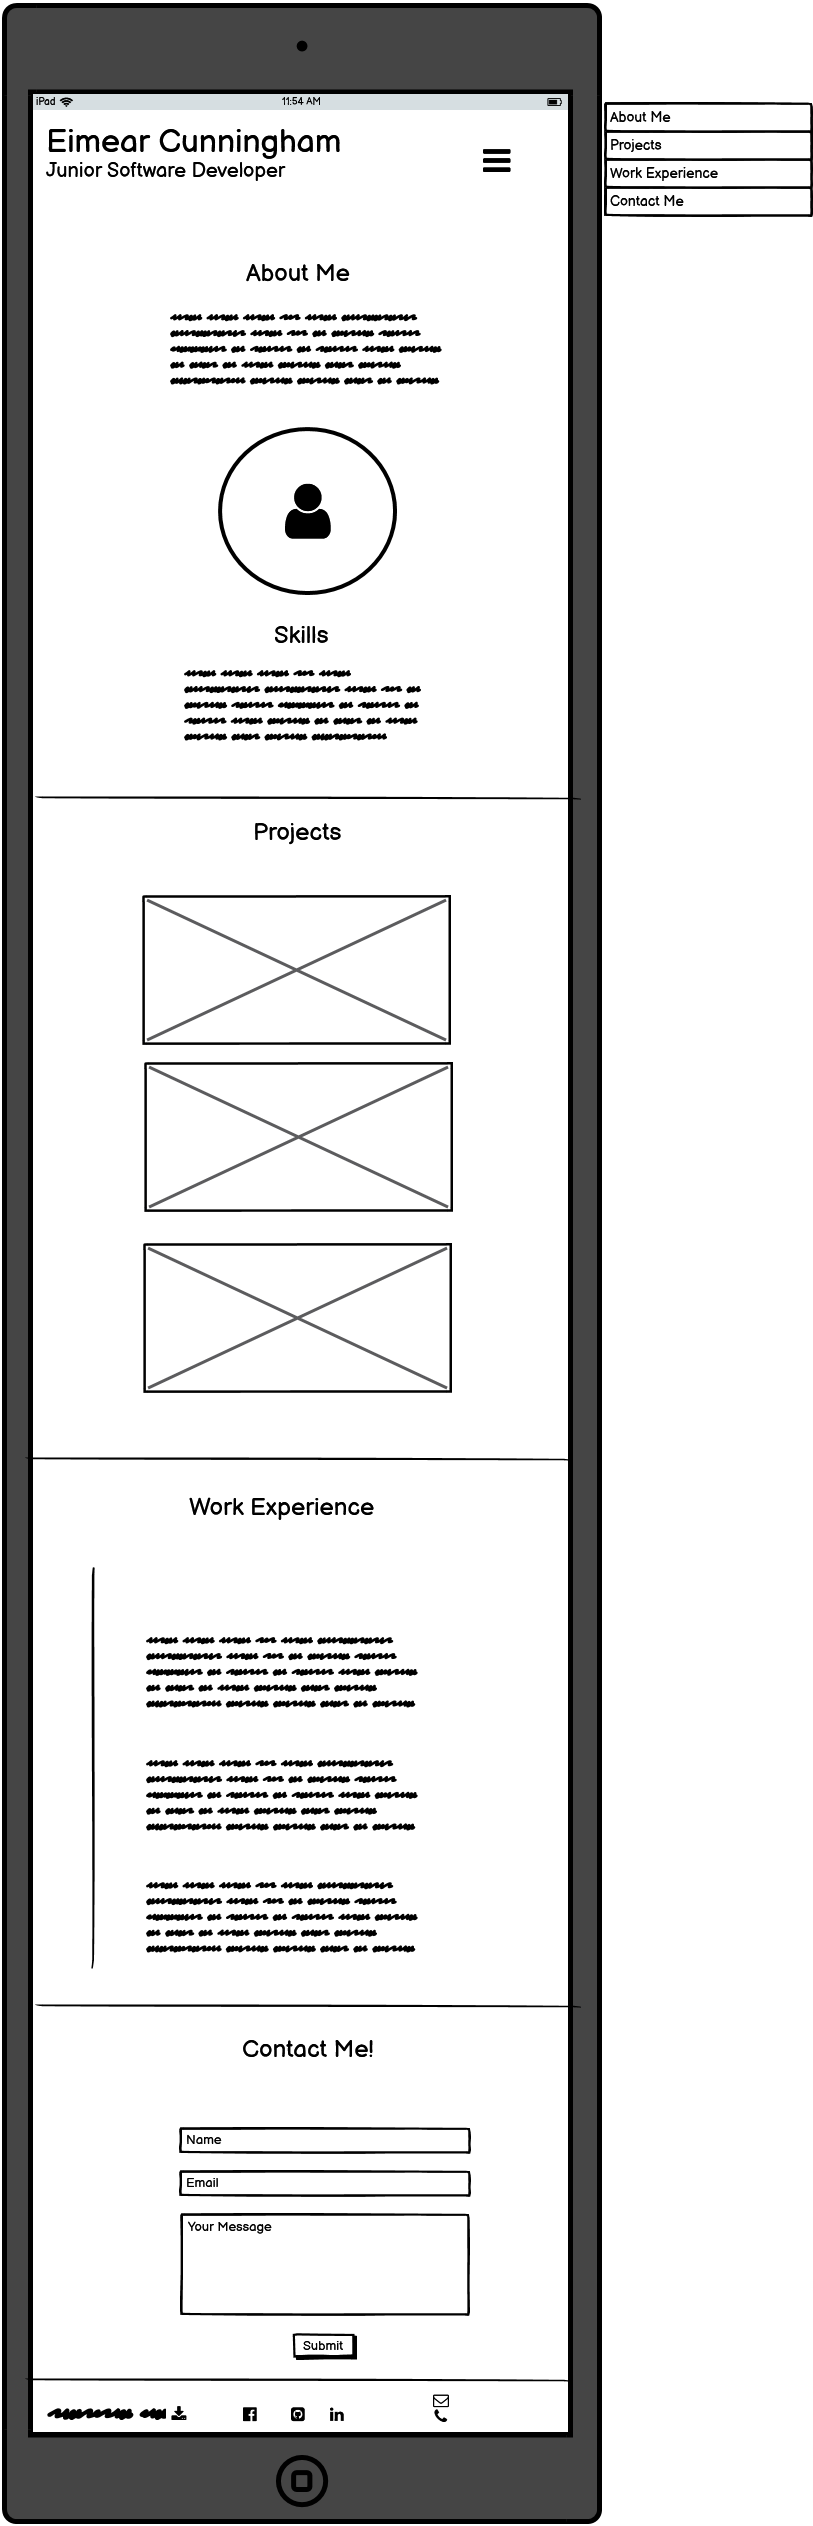 iPad
11:54 AM
Eimear Cunningham
Junior Software Developer
About Me
Projects
Work Experience
Contact Me
About Me
Skills
Projects
Work Experience
Contact Me!
Name
Email
Your Message
Submit